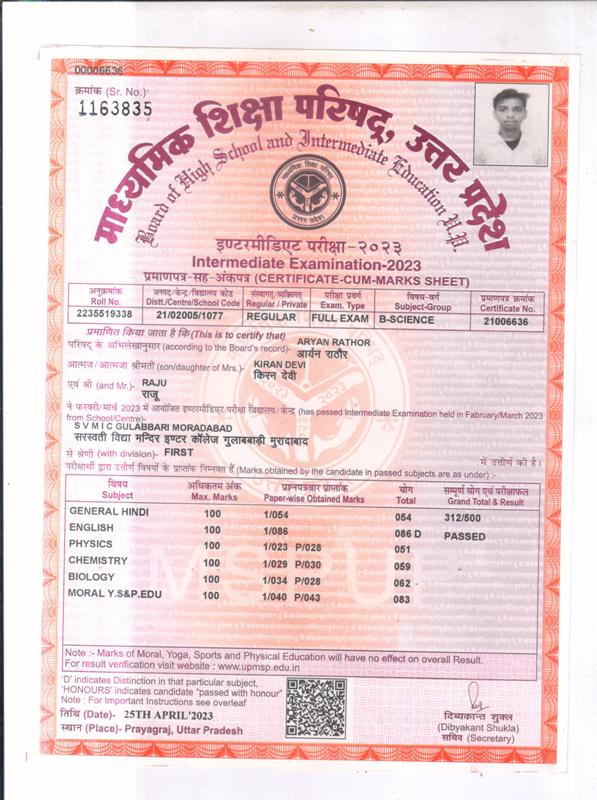 00006636
क्रमांक (Sr. No.)-
1163835
माध्यमिक शिक्षा परिषद्, उत्तर प्रदेश
Board of High School and Intermediate Education U.P.
माध्यमिक शिक्षा परिषद्
उत्तर प्रदेश
इण्टरमीडिएट परीक्षा-२०२३
Intermediate Examination-2023
प्रमाणपत्र-सह-अंकपत्र (CERTIFICATE-CUM-MARKS SHEET)
अनुक्रमांक जनपद/केन्द्र/विद्यालय कोड संस्थागत/व्यक्तिगत परीक्षा प्रवर्ग विषय-वर्ग प्रमाणपत्र क्रमांक
Roll No. Distt./Centre/School Code Regular / Private Exam. Type Subject-Group Certificate No.
2235519338 21/02005/1077 REGULAR FULL EXAM B-SCIENCE 21006636
प्रमाणित किया जाता है कि (This is to certify that)
परिषद् के अभिलेखानुसार (according to the Board's record)- ARYAN RATHOR
आर्यन राठौर
आत्मज / आत्मजा श्रीमती (son/daughter of Mrs.)- KIRAN DEVI
किरन देवी
एवं श्री (and Mr.)- RAJU
राजू
ने फरवरी/मार्च 2023 में आयोजित इण्टरमीडिएट परीक्षा विद्यालय/केन्द्र (has passed Intermediate Examination held in Fabruary/March 2023
from School/Centre)-
S V M I C GULABBARI MORADABAD
सरस्वती विद्या मन्दिर इण्टर कॉलेज गुलाबबाड़ी मुरादाबाद
से श्रेणी (with division)- FIRST में उत्तीर्ण की है।
परीक्षार्थी द्वारा उत्तीर्ण विषयों के प्राप्तांक निम्नवत हैं (Marks obtained by the candidate in passed subjects are as under) :-
विषय अधिकतम अंक प्रश्नपत्रवार प्राप्तांक योग सम्पूर्ण योग एवं परीक्षाफल
Subject Max. Marks Paper-wise Obtained Marks Total Grand Total & Result
GENERAL HINDI 100 1/054 054 312/500
ENGLISH 100 1/086 086 D PASSED
PHYSICS 100 1/023 P/028 051
CHEMISTRY 100 1/029 P/030 059
BIOLOGY 100 1/034 P/028 062
MORAL Y.S&P.EDU 100 1/040 P/043 083
Note :- Marks of Moral, Yoga, Sports and Physical Education will have no effect on overall Result.
For result verification visit website : www.upmsp.edu.in
'D' indicates Distinction in that particular subject,
'HONOURS' indicates candidate "passed with honour"
Note : For Important Instructions see overleaf
तिथि (Date)- 25TH APRIL'2023
स्थान (Place)- Prayagraj, Uttar Pradesh
दिब्यकान्त शुक्ल
(Dibyakant Shukla)
सचिव (Secretary)